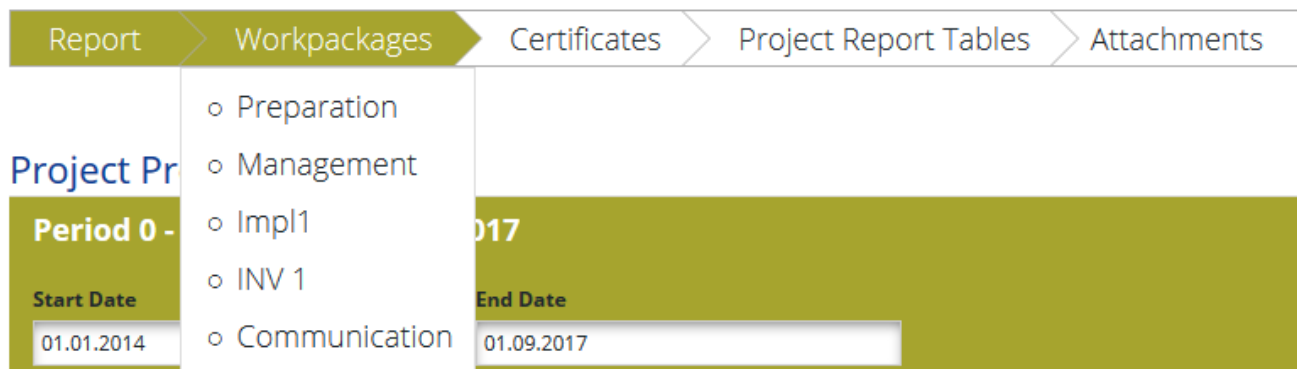 Report Workpackages Certificates Project Report Tables Attachments
Preparation
Management
Impl1
INV 1
Communication
Project Pr
Period 0 - 017
Start Date End Date
01.01.2014 01.09.2017